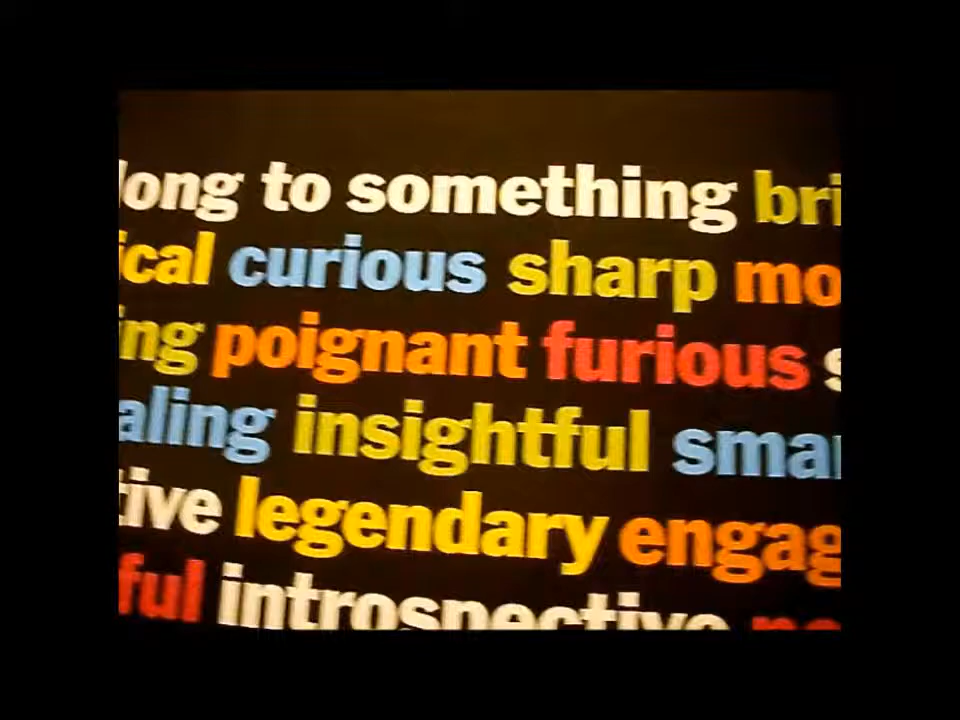 long to something bri
ical curious sharp mo
ing poignant furious s
aling insightful smar
tive legendary engag
ful introspective